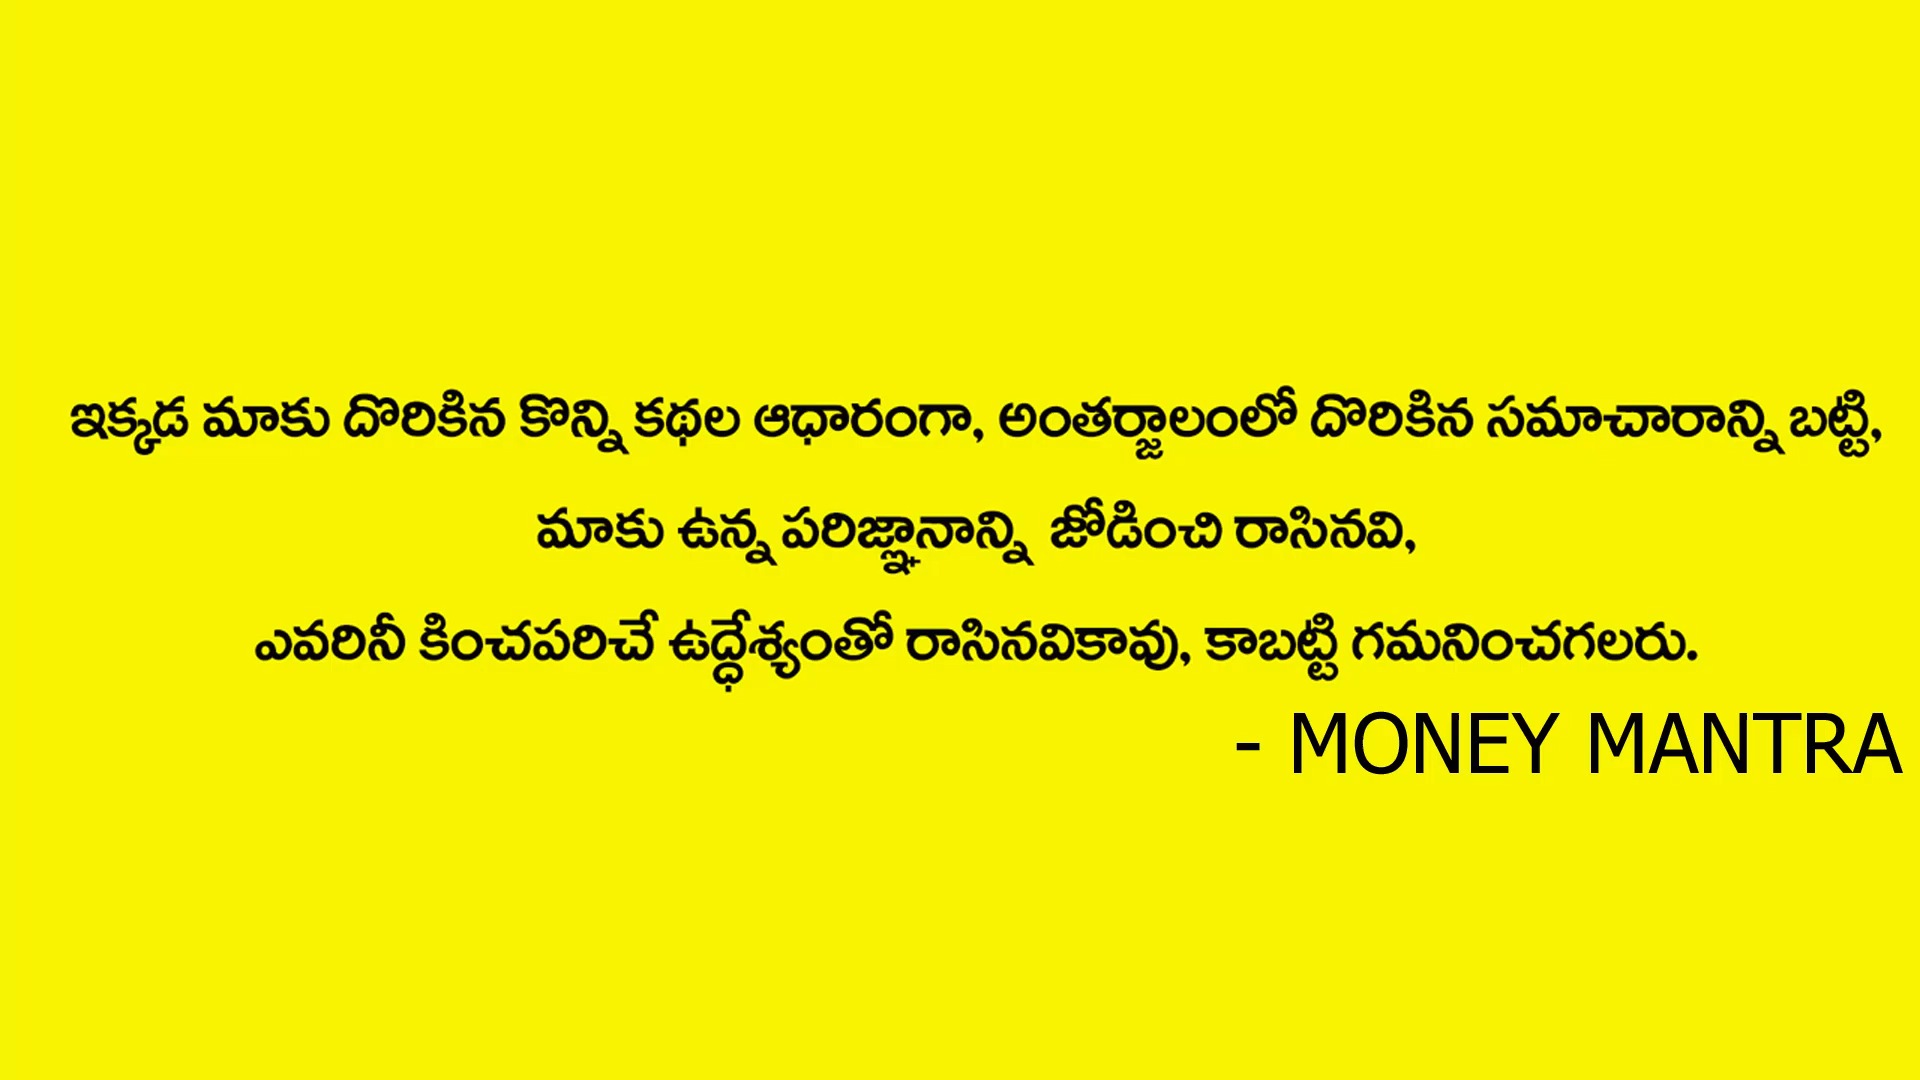 ఇక్కడ మాకు దొరికిన కొన్ని కథల ఆధారంగా, అంతర్జాలంలో దొరికిన సమాచారాన్ని బట్టి,
మాకు ఉన్న పరిజ్ఞానాన్ని జోడించి రాసినవి,
ఎవరినీ కించపరిచే ఉద్ధేశ్యంతో రాసినవికావు, కాబట్టి గమనించగలరు.
- MONEY MANTRA